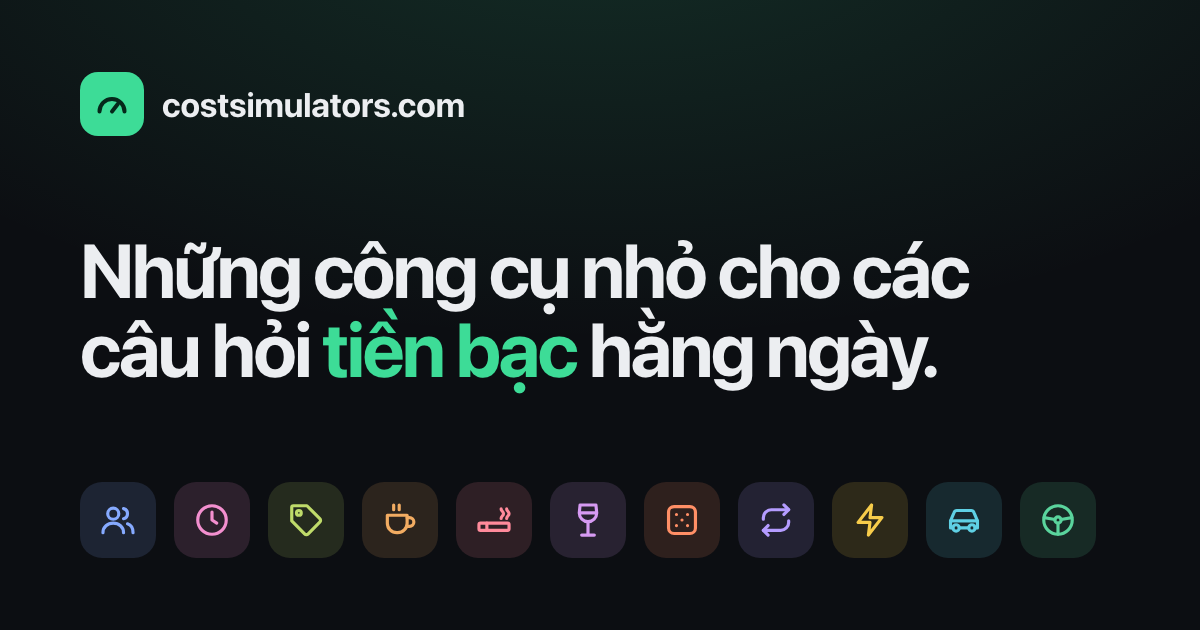 costsimulators.com
Những công cụ nhỏ cho các
câu hỏi tiền bạc hằng ngày.